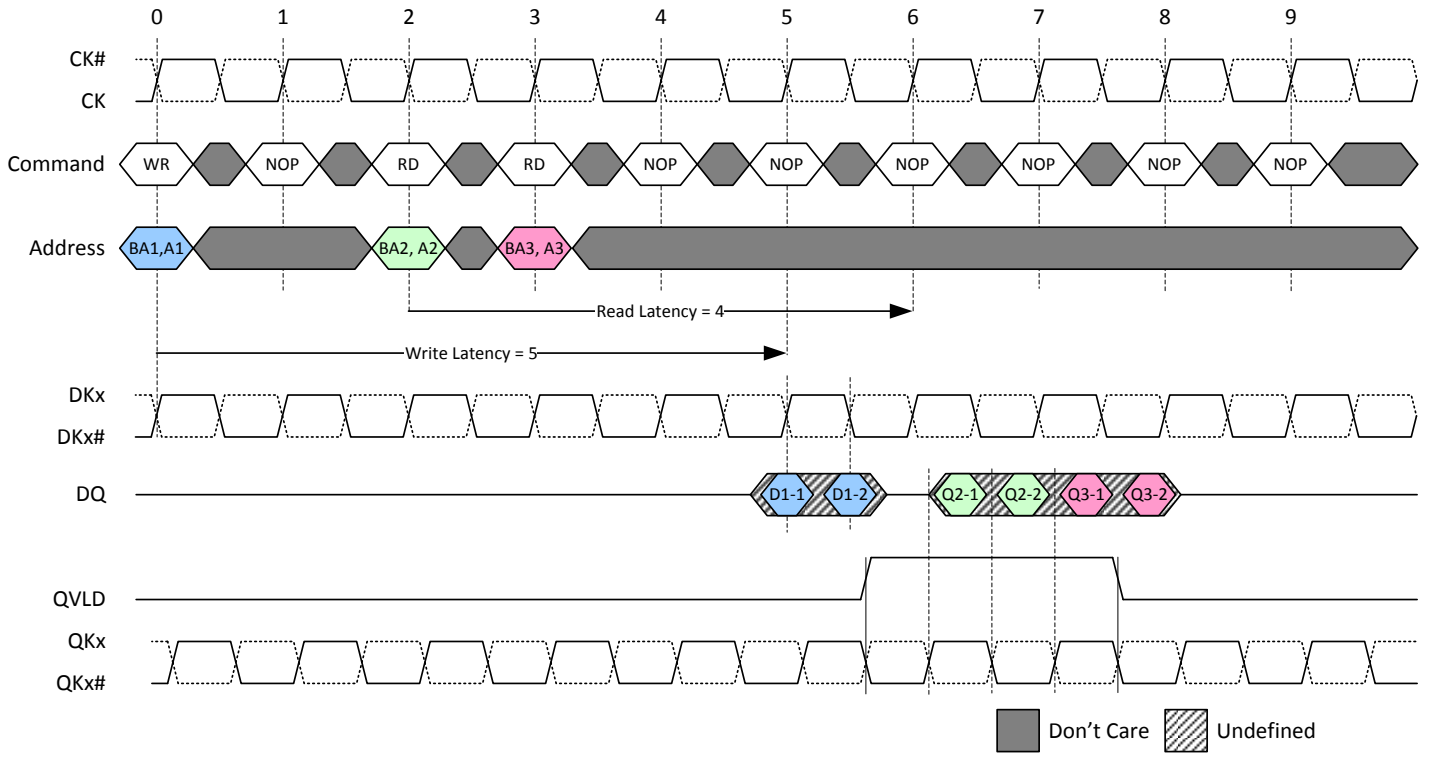 0 1 2 3 4 5 6 7 8 9
CK#
CK
Command WR NOP RD RD NOP NOP NOP NOP NOP NOP
Address BA1,A1 BA2, A2 BA3, A3
Read Latency = 4
Write Latency = 5
DKx
DKx#
DQ D1-1 D1-2 Q2-1 Q2-2 Q3-1 Q3-2
QVLD
QKx
QKx#
Don't Care Undefined